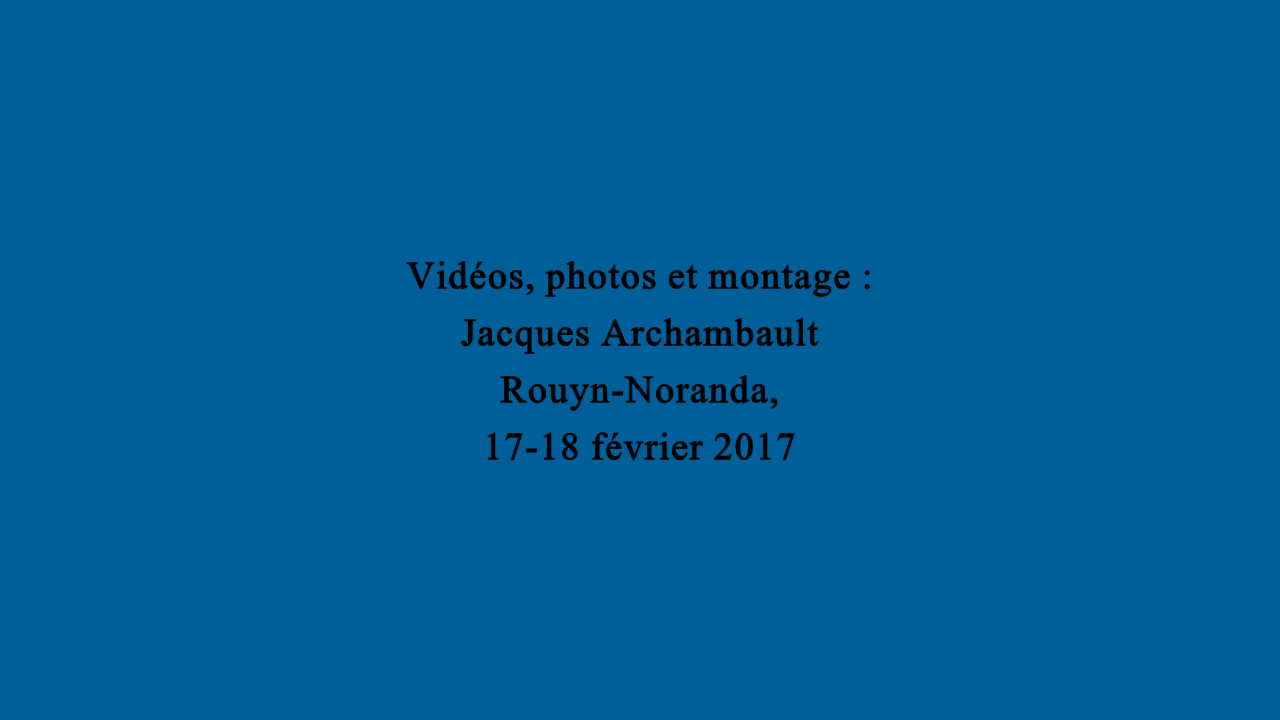 Vidéos, photos et montage :
Jacques Archambault
Rouyn-Noranda,
17-18 février 2017